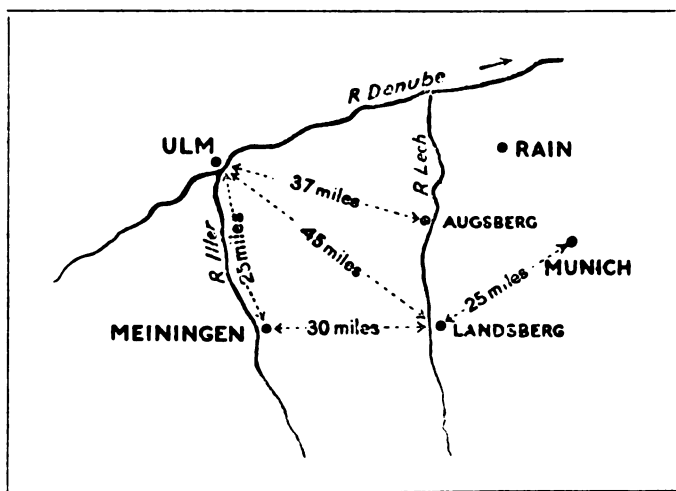 R Danube
ULM
R Lech
RAIN
37 miles
AUGSBERG
45 miles
R Iller
25 miles
MUNICH
25 miles
MEININGEN
30 miles
LANDSBERG